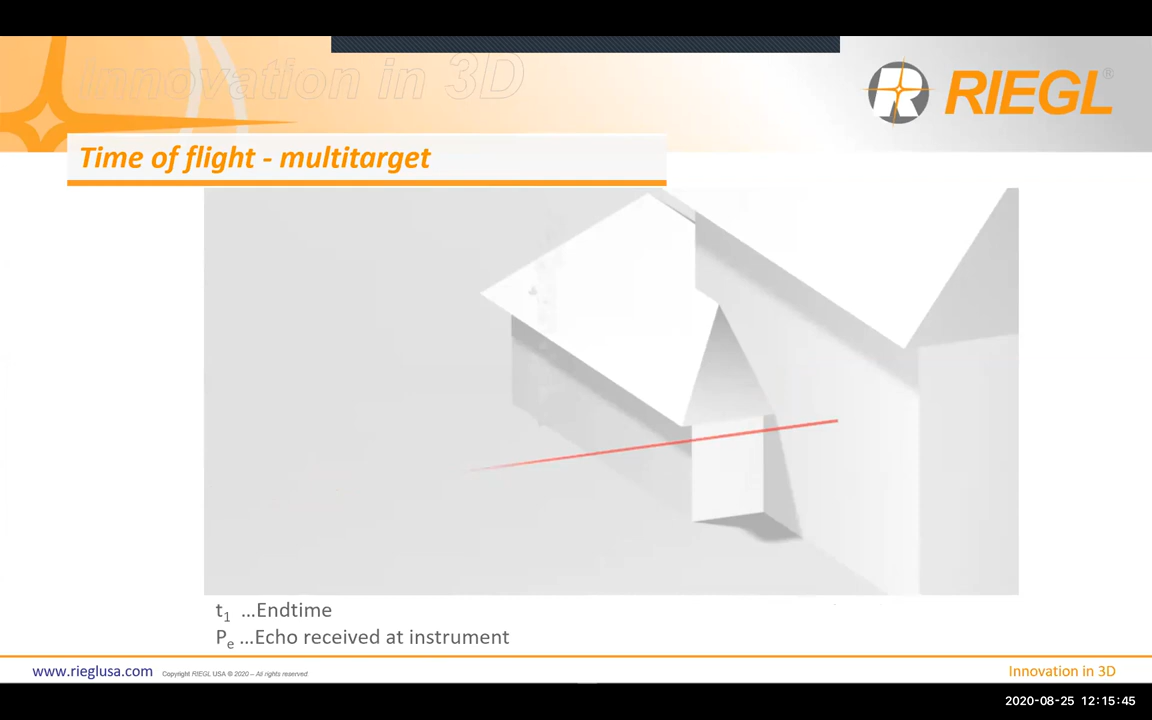 Innovation in 3D
RIEGL®
Time of flight - multitarget
t₁ ...Endtime
Pₑ ...Echo received at instrument
www.rieglusa.com Copyright RIEGL USA © 2020 – All rights reserved. Innovation in 3D
2020-08-25 12:15:45